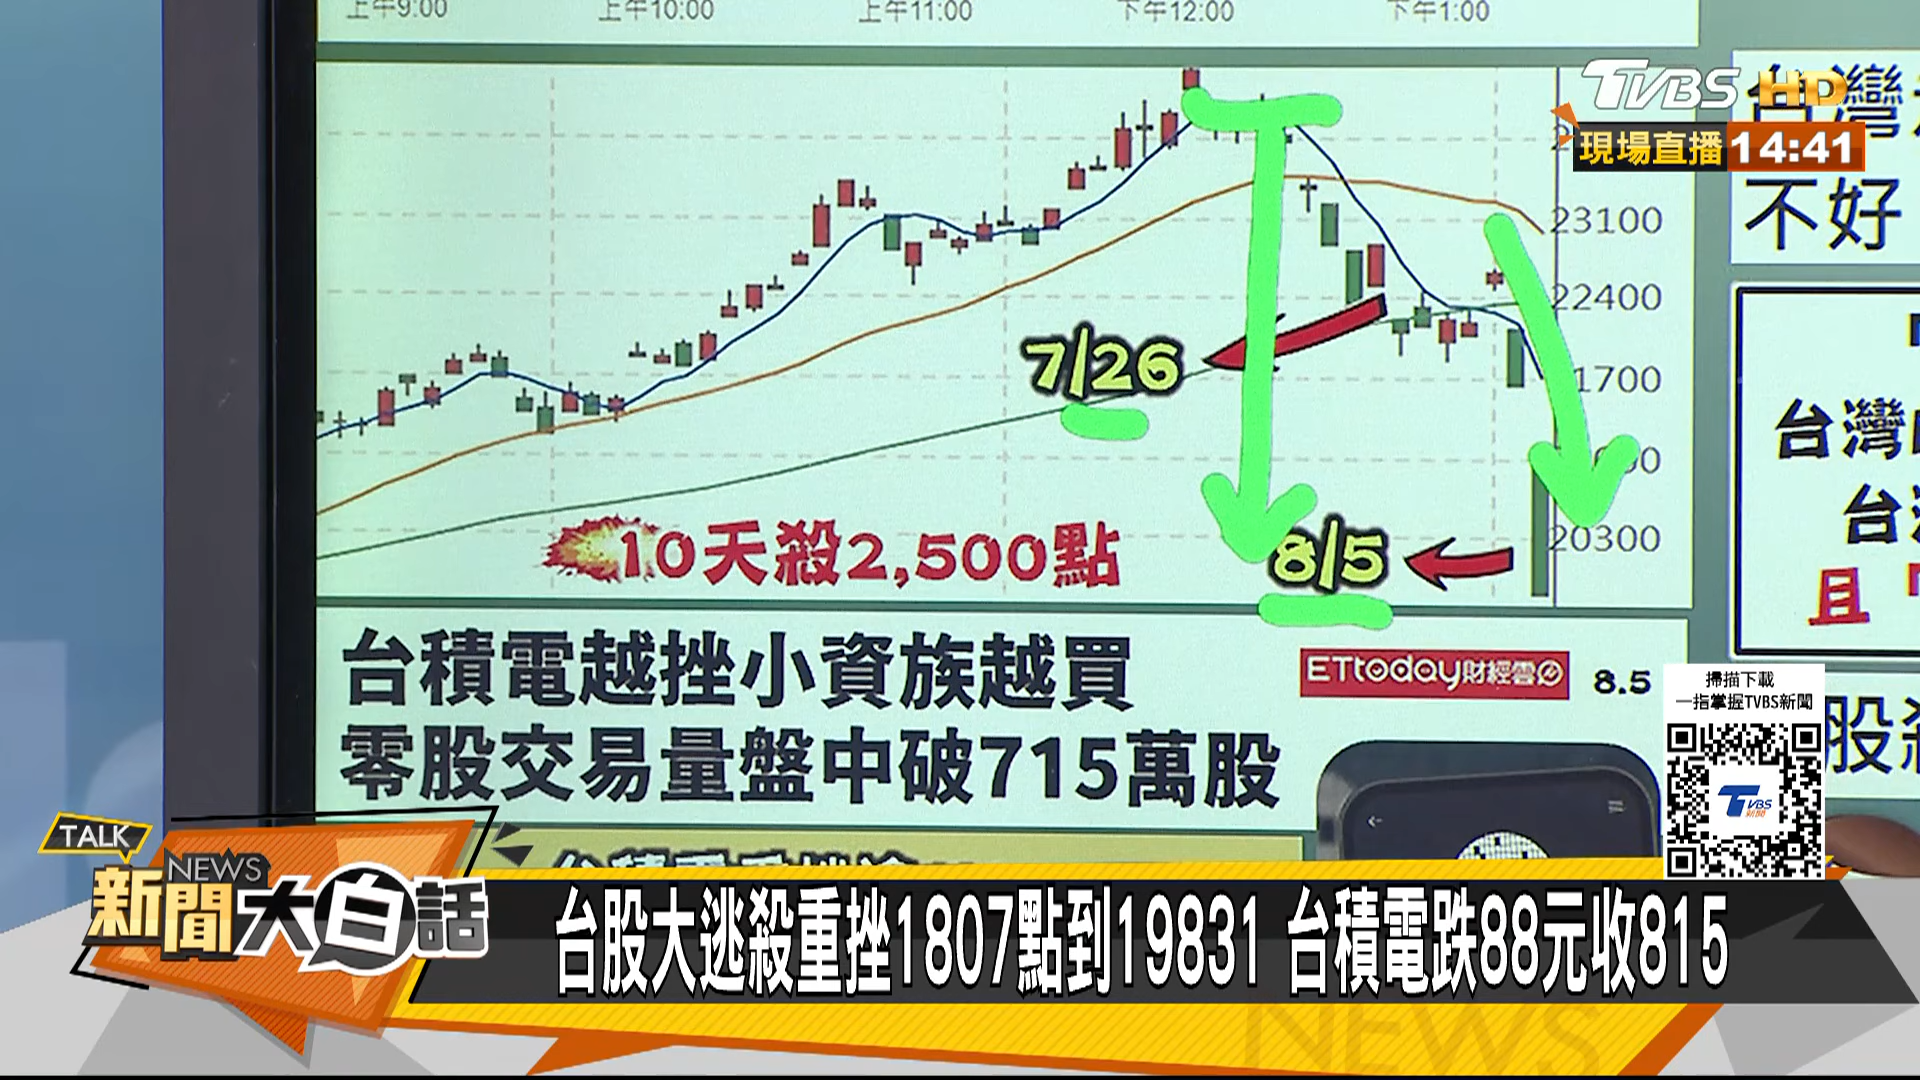 上午9:00 上午10:00 上午11:00 下午12:00 下午1:00
TVBS HD
現場直播 14:41
23100
不好
22400
7/26
1700
台灣
20300
10天殺2,500點
8/5
且
台積電越挫小資族越買
ETtoday財經雲 8.5
掃描下載
一指掌握TVBS新聞
零股交易量盤中破715萬股
TVBS
新聞
TALK
NEWS
新聞大白話
台股大逃殺重挫1807點到19831 台積電跌88元收815
NEWS